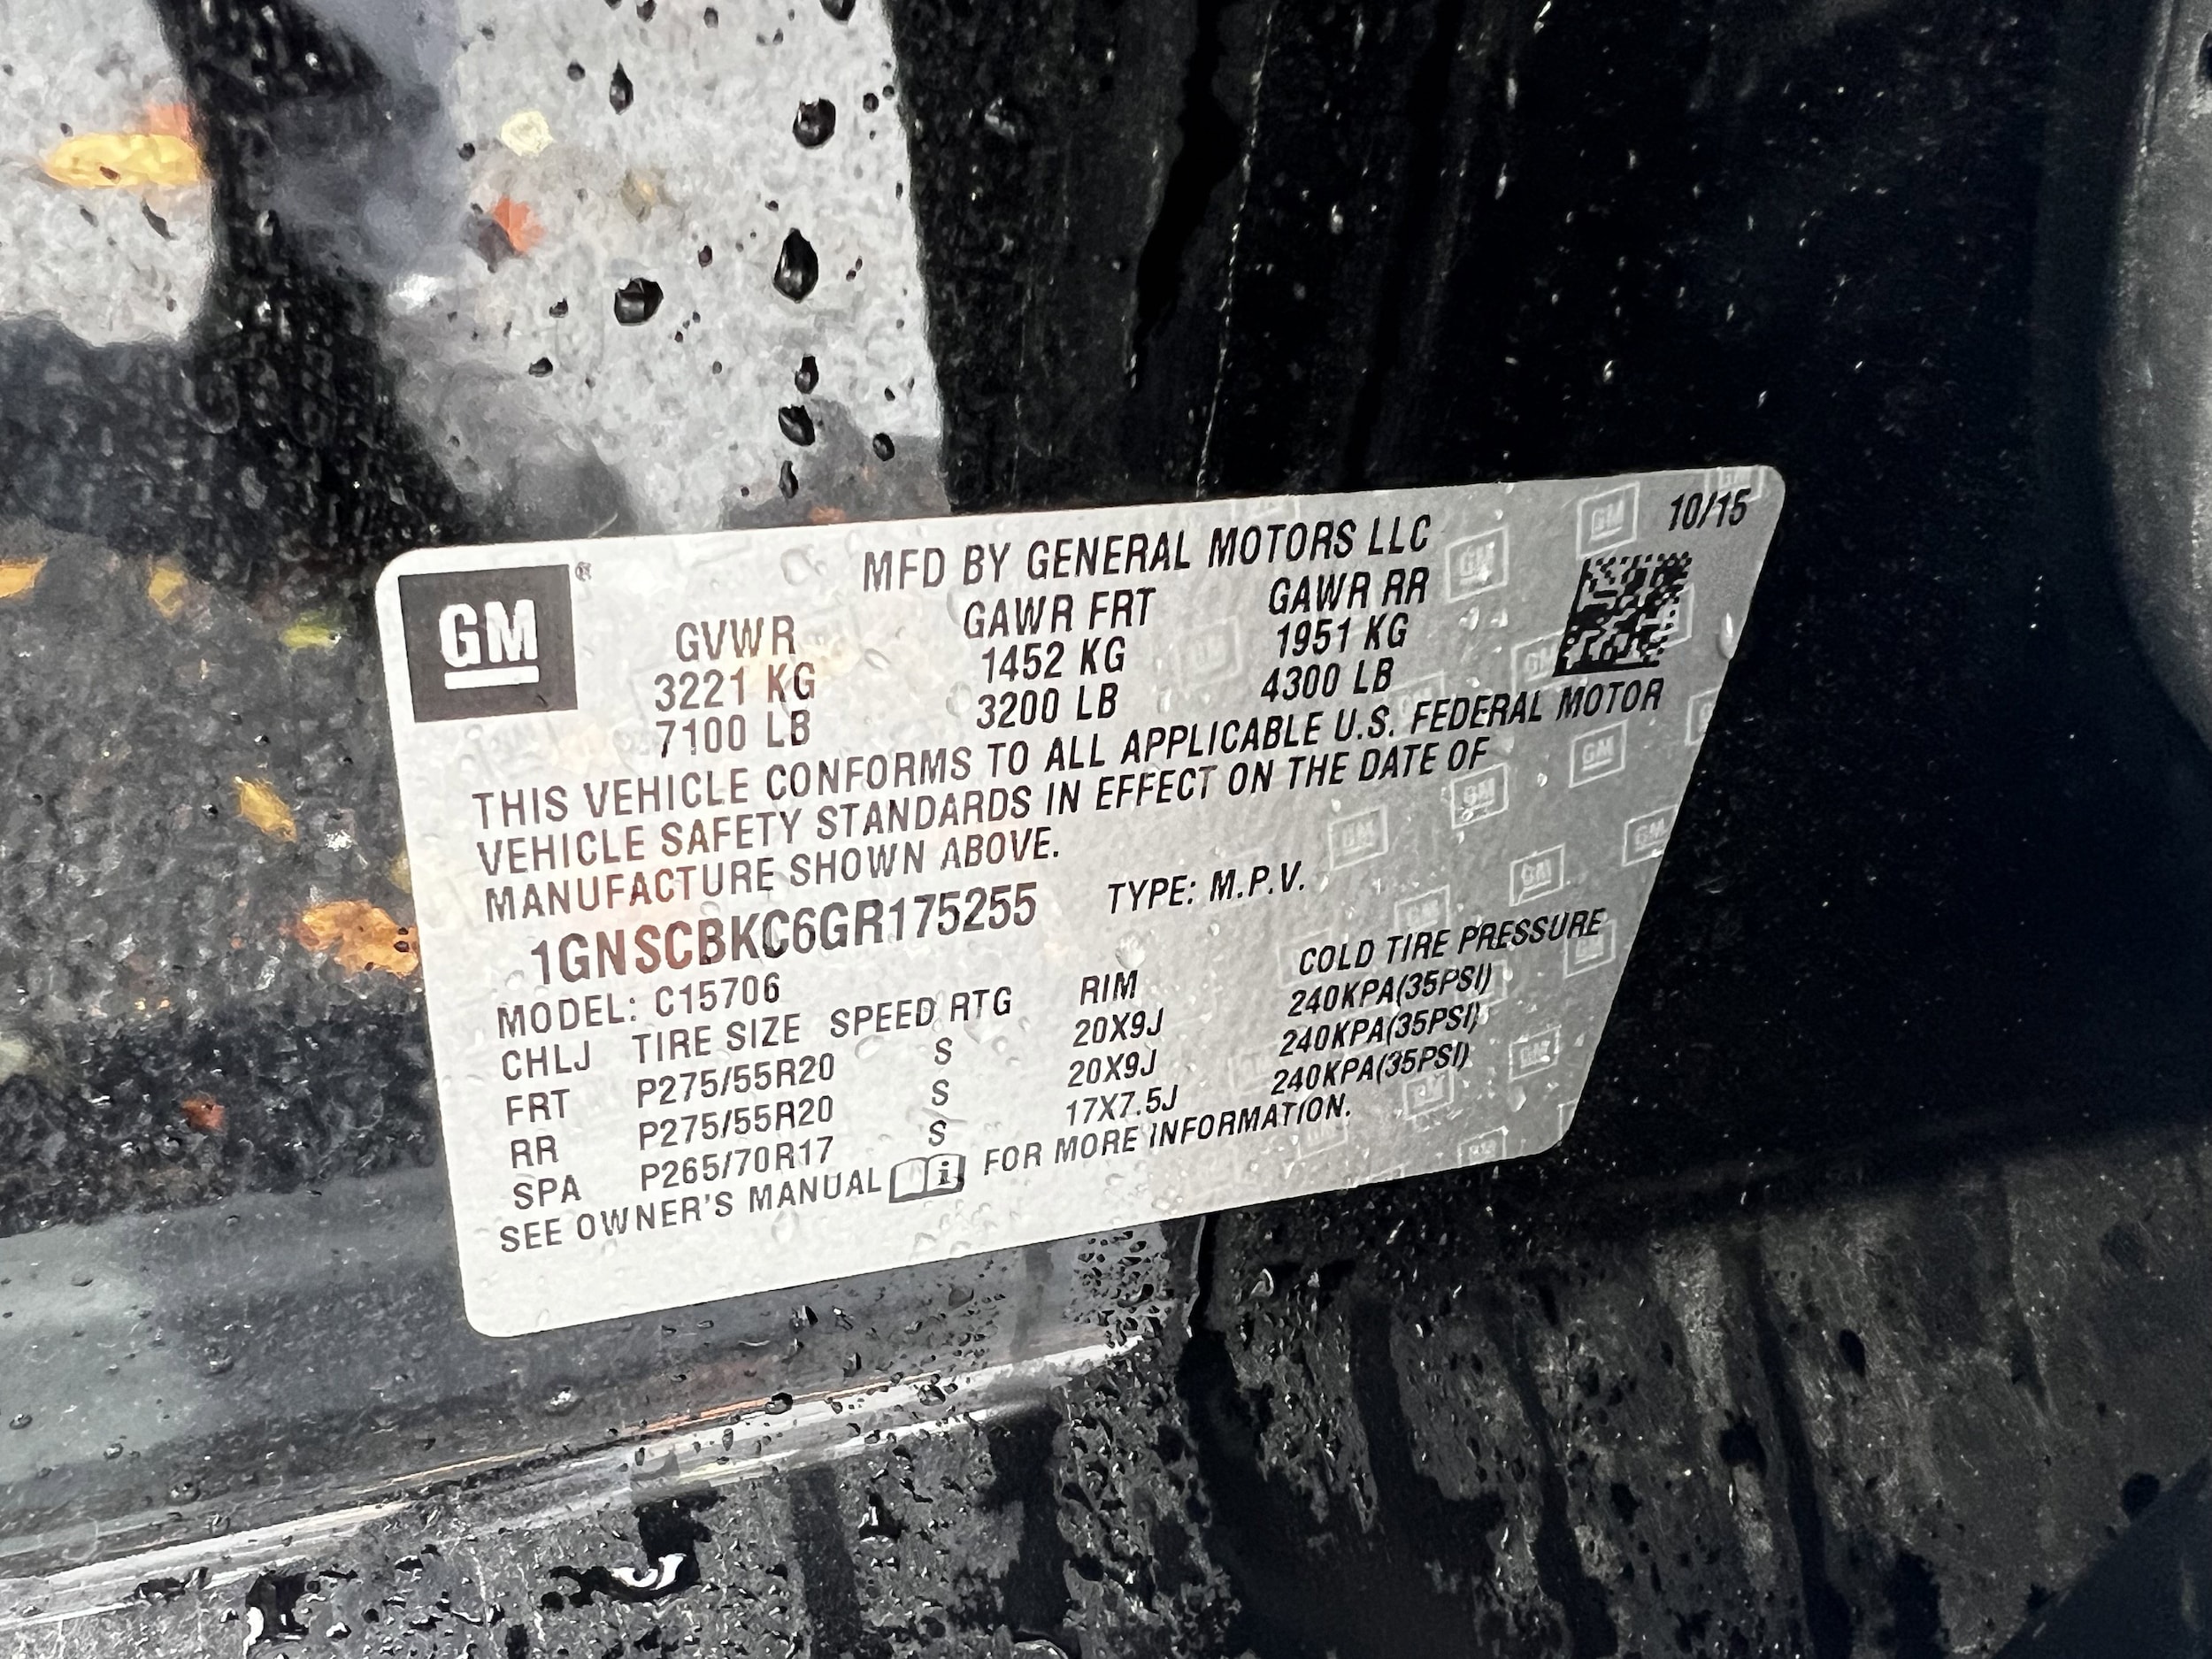 10/15
GM
MFD BY GENERAL MOTORS LLC
GVWR GAWR FRT GAWR RR
3221 KG 1452 KG 1951 KG
7100 LB 3200 LB 4300 LB
THIS VEHICLE CONFORMS TO ALL APPLICABLE U.S. FEDERAL MOTOR
VEHICLE SAFETY STANDARDS IN EFFECT ON THE DATE OF
MANUFACTURE SHOWN ABOVE.
1GNSCBKC6GR175255 TYPE: M.P.V.
MODEL: C15706
CHLJ TIRE SIZE SPEED RTG RIM COLD TIRE PRESSURE
FRT P275/55R20 S 20X9J 240KPA(35PSI)
RR P275/55R20 S 20X9J 240KPA(35PSI)
SPA P265/70R17 S 17X7.5J 240KPA(35PSI)
SEE OWNER'S MANUAL i FOR MORE INFORMATION.